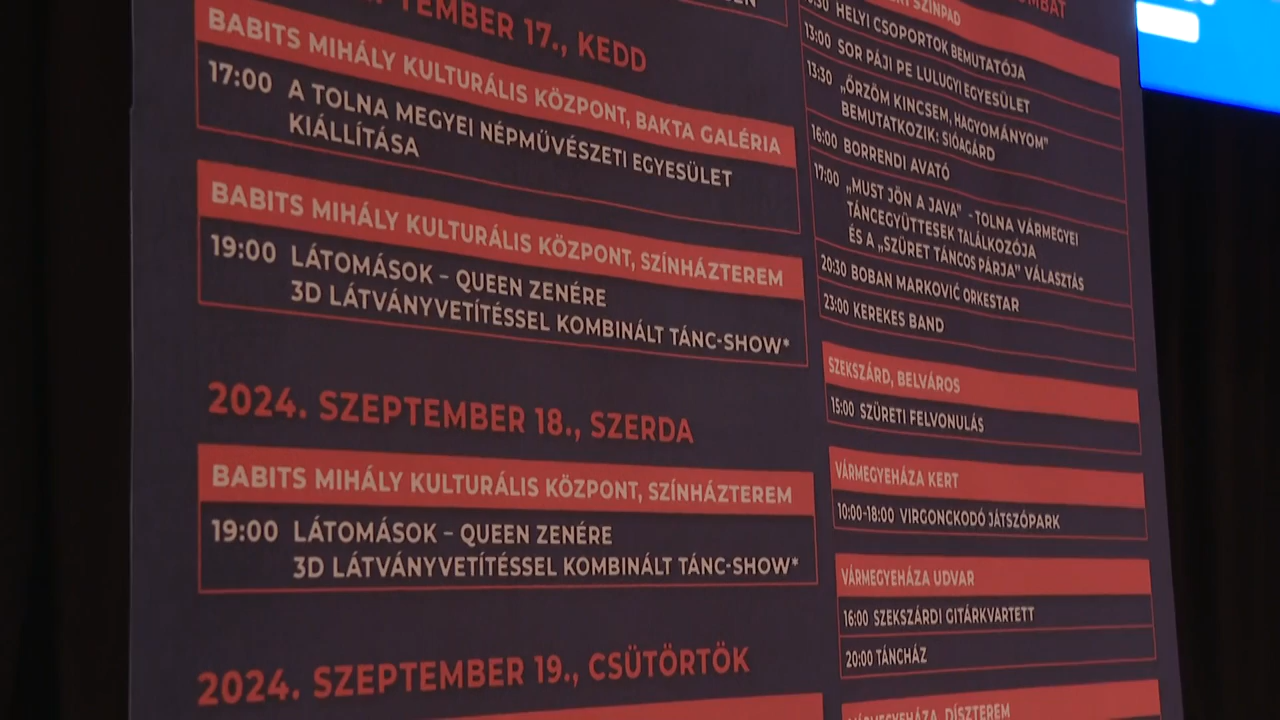 TEMBER 17., KEDD
BABITS MIHÁLY KULTURÁLIS KÖZPONT, BAKTA GALÉRIA
17:00 A TOLNA MEGYEI NÉPMŰVÉSZETI EGYESÜLET
KIÁLLÍTÁSA
BABITS MIHÁLY KULTURÁLIS KÖZPONT, SZÍNHÁZTEREM
19:00 LÁTOMÁSOK – QUEEN ZENÉRE
3D LÁTVÁNYVETÍTÉSSEL KOMBINÁLT TÁNC-SHOW*
2024. SZEPTEMBER 18., SZERDA
BABITS MIHÁLY KULTURÁLIS KÖZPONT, SZÍNHÁZTEREM
19:00 LÁTOMÁSOK – QUEEN ZENÉRE
3D LÁTVÁNYVETÍTÉSSEL KOMBINÁLT TÁNC-SHOW*
2024. SZEPTEMBER 19., CSÜTÖRTÖK
SZÍNPAD
HELYI CSOPORTOK BEMUTATÓJA
13:00 SOR PÁJI PE LULUGYI EGYESÜLET
13:30 „ŐRZÖM KINCSEM, HAGYOMÁNYOM”
BEMUTATKOZIK: SIÓAGÁRD
16:00 BORRENDI AVATÓ
17:00 „MUST JÖN A JAVA” - TOLNA VÁRMEGYEI
TÁNCEGYÜTTESEK TALÁLKOZÓJA
ÉS A „SZÜRET TÁNCOS PÁRJA” VÁLASZTÁS
20:30 BOBAN MARKOVIĆ ORKESTAR
23:00 KEREKES BAND
SZEKSZÁRD, BELVÁROS
15:00 SZÜRETI FELVONULÁS
VÁRMEGYEHÁZA KERT
10:00-18:00 VIRGONCKODÓ JÁTSZÓPARK
VÁRMEGYEHÁZA UDVAR
16:00 SZEKSZÁRDI GITÁRKVARTETT
20:00 TÁNCHÁZ
VÁRMEGYEHÁZA, DÍSZTEREM